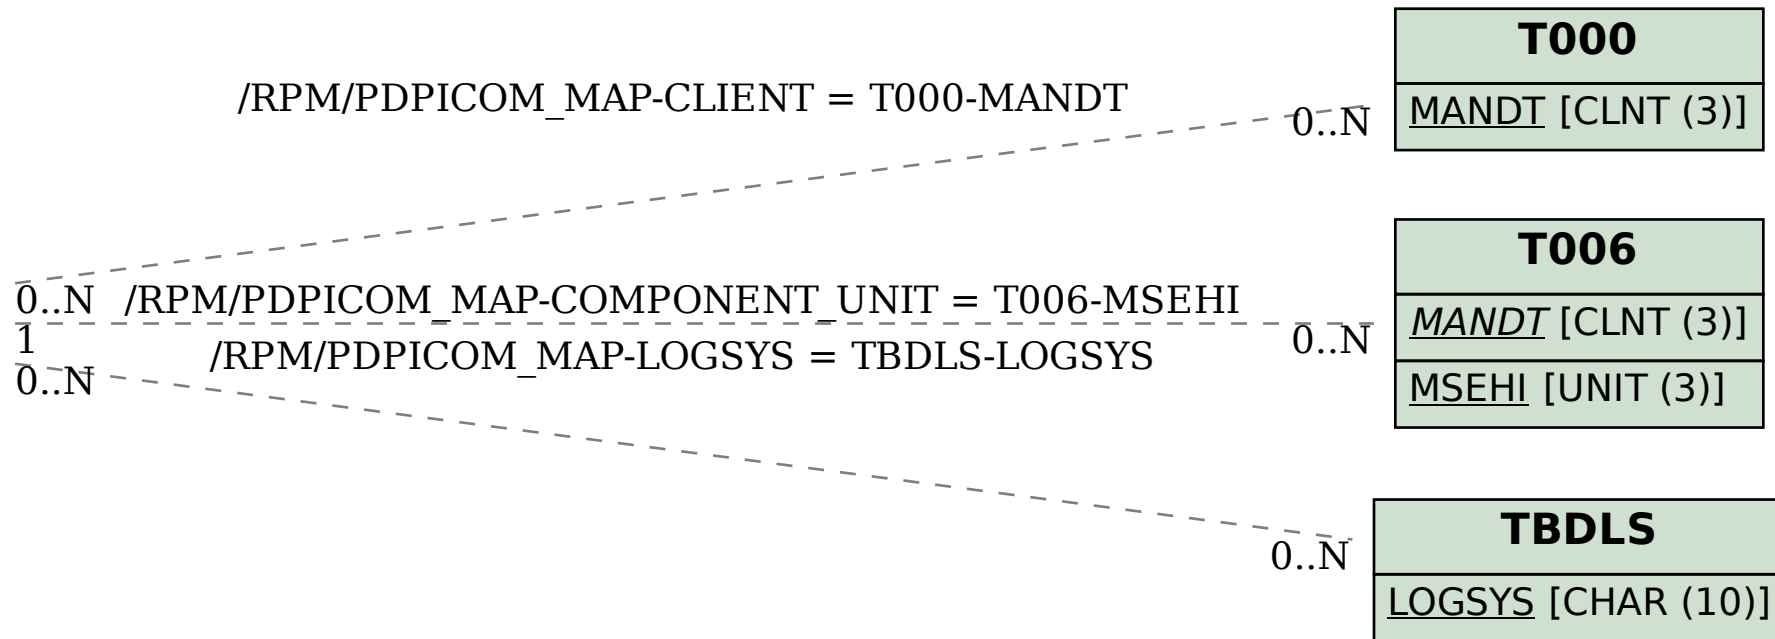 T000
/RPM/PDPICOM_MAP-CLIENT = T000-MANDT
0..N
MANDT [CLNT (3)]
T006
0..N
/RPM/PDPICOM_MAP-COMPONENT_UNIT = T006-MSEHI
MANDT [CLNT (3)]
1
0..N
/RPM/PDPICOM_MAP-LOGSYS = TBDLS-LOGSYS
0..N
MSEHI [UNIT (3)]
TBDLS
0..N
LOGSYS [CHAR (10)]